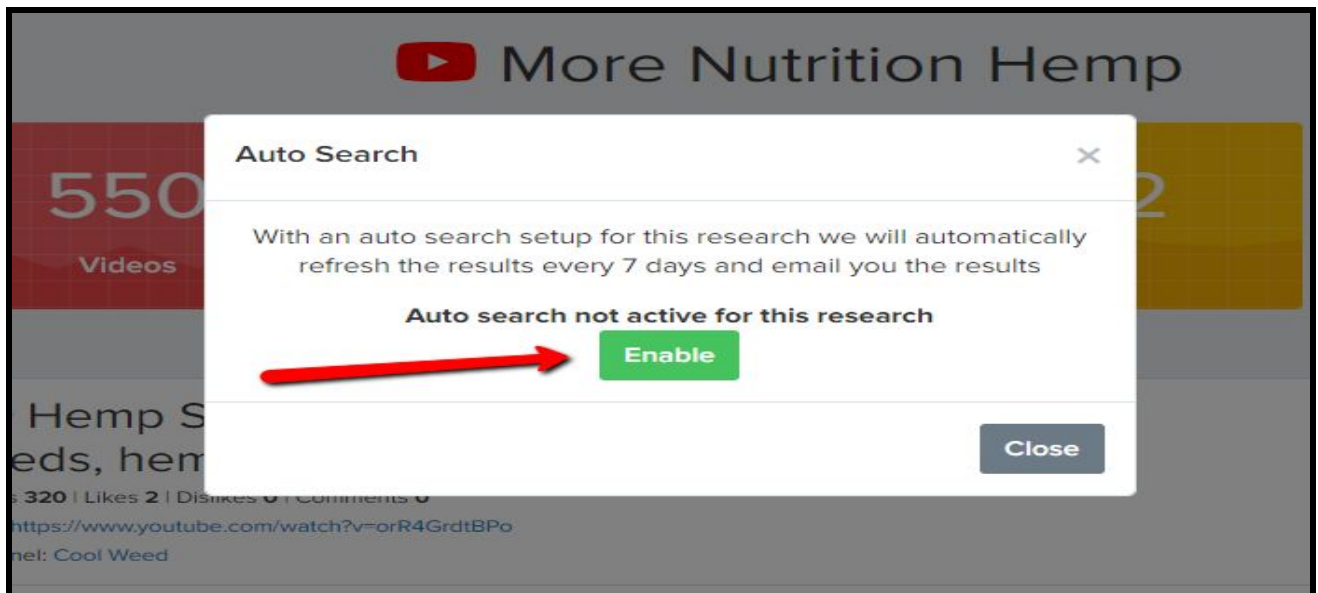 More Nutrition Hemp
Auto Search
×
550
2
Videos
With an auto search setup for this research we will automatically
refresh the results every 7 days and email you the results
Auto search not active for this research
Enable
Hemp S
eds, hem
Close
s 320 | Likes 2 | Dislikes 0 | Comments 0
https://www.youtube.com/watch?v=orR4GrdtBPo
nel: Cool Weed